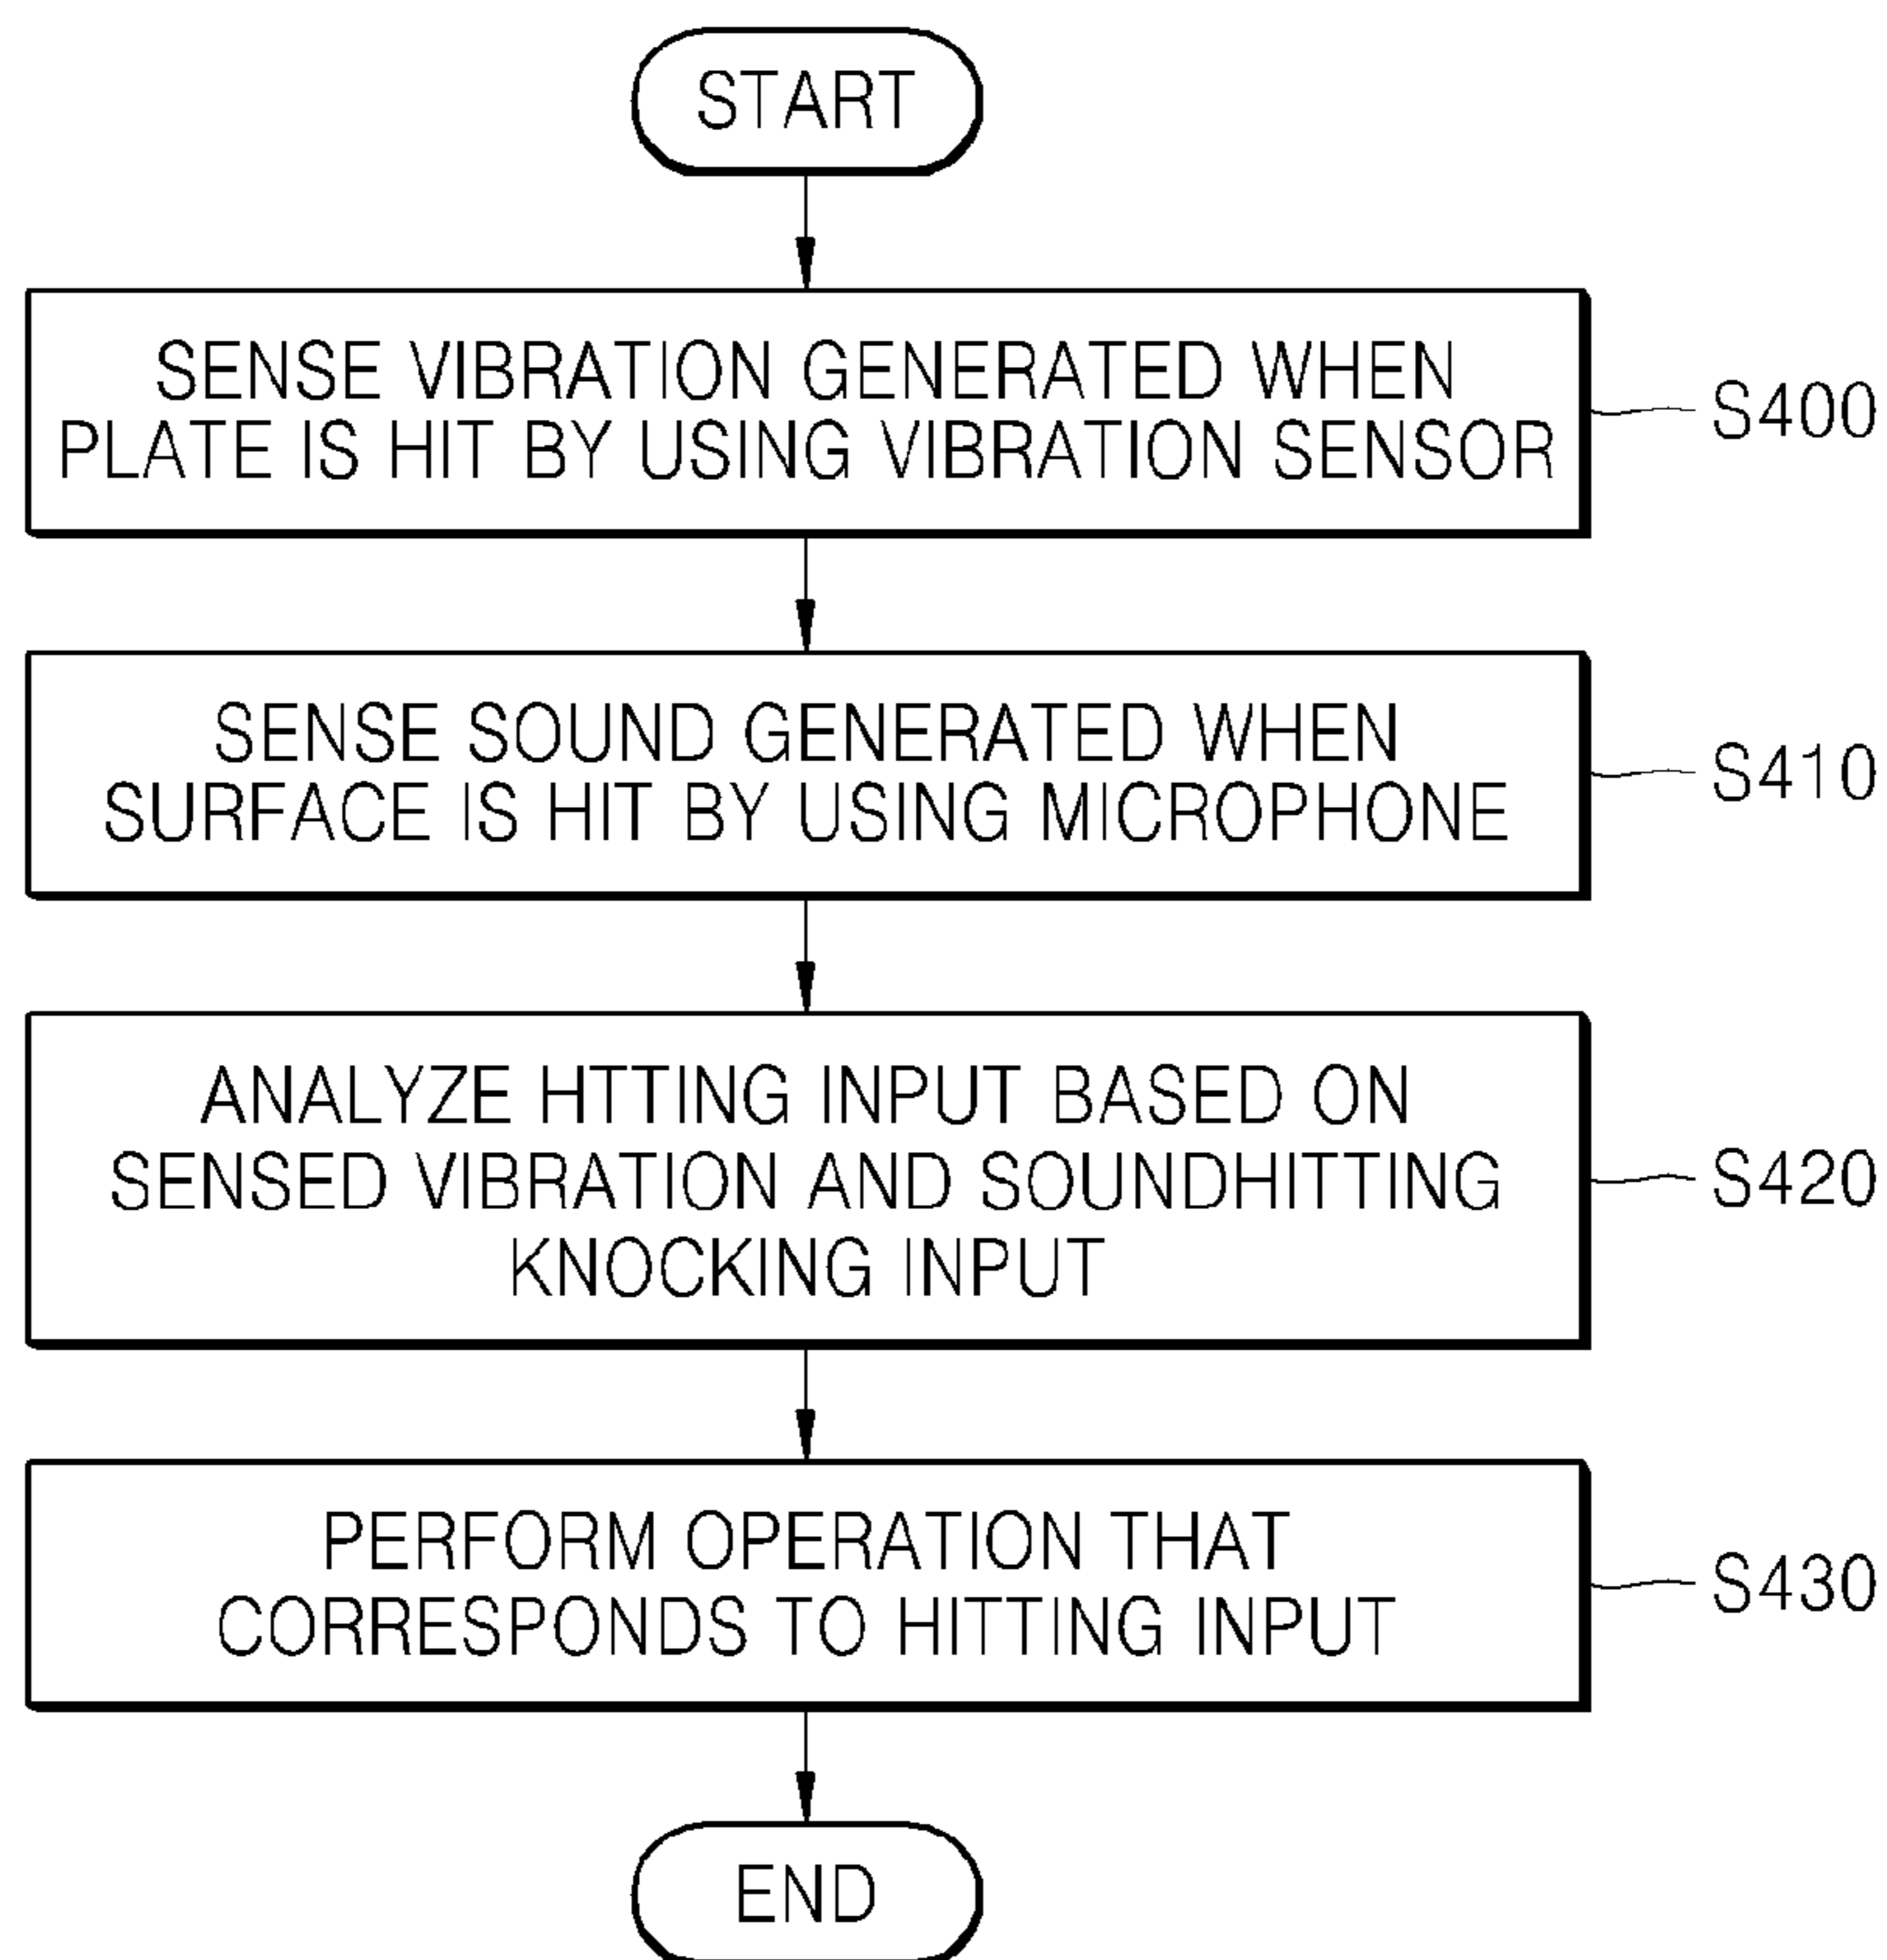 START
SENSE VIBRATION GENERATED WHEN
PLATE IS HIT BY USING VIBRATION SENSOR
S400
SENSE SOUND GENERATED WHEN
SURFACE IS HIT BY USING MICROPHONE
S410
ANALYZE HTTING INPUT BASED ON
SENSED VIBRATION AND SOUNDHITTING
KNOCKING INPUT
S420
PERFORM OPERATION THAT
CORRESPONDS TO HITTING INPUT
S430
END